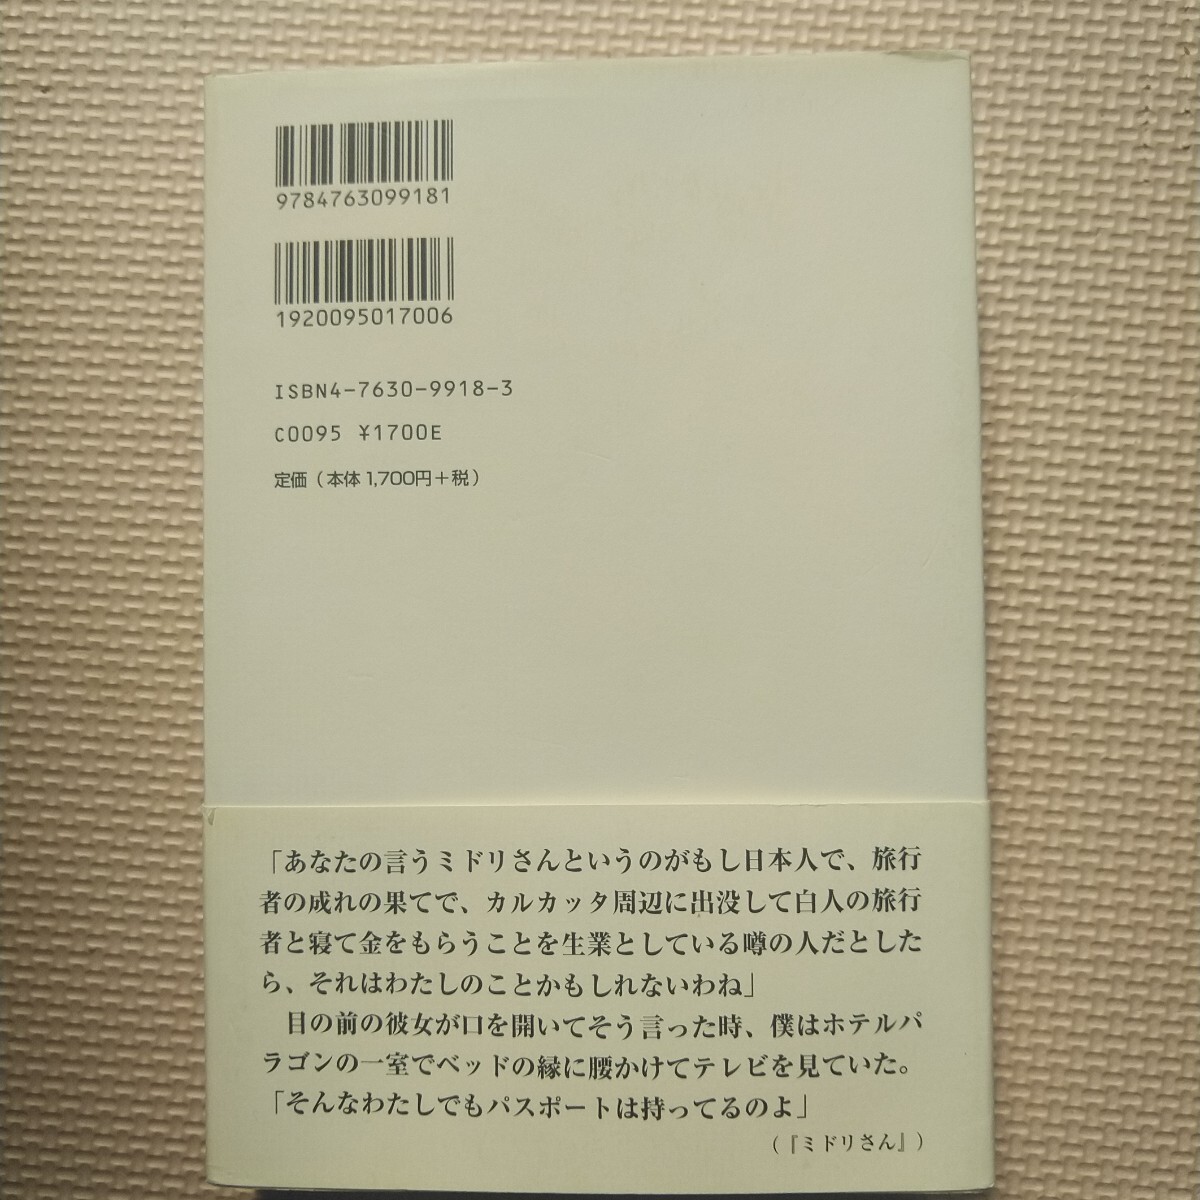 9784763099181
1920095017006
ISBN4-7630-9918-3
C0095 ¥1700E
定価（本体 1,700円＋税）
「あなたの言うミドリさんというのがもし日本人で、旅行
者の成れの果てで、カルカッタ周辺に出没して白人の旅行
者と寝て金をもらうことを生業としている噂の人だとした
ら、それはわたしのことかもしれないわね」
目の前の彼女が口を開いてそう言った時、僕はホテルパ
ラゴンの一室でベッドの縁に腰かけてテレビを見ていた。
「そんなわたしでもパスポートは持ってるのよ」
（『ミドリさん』）